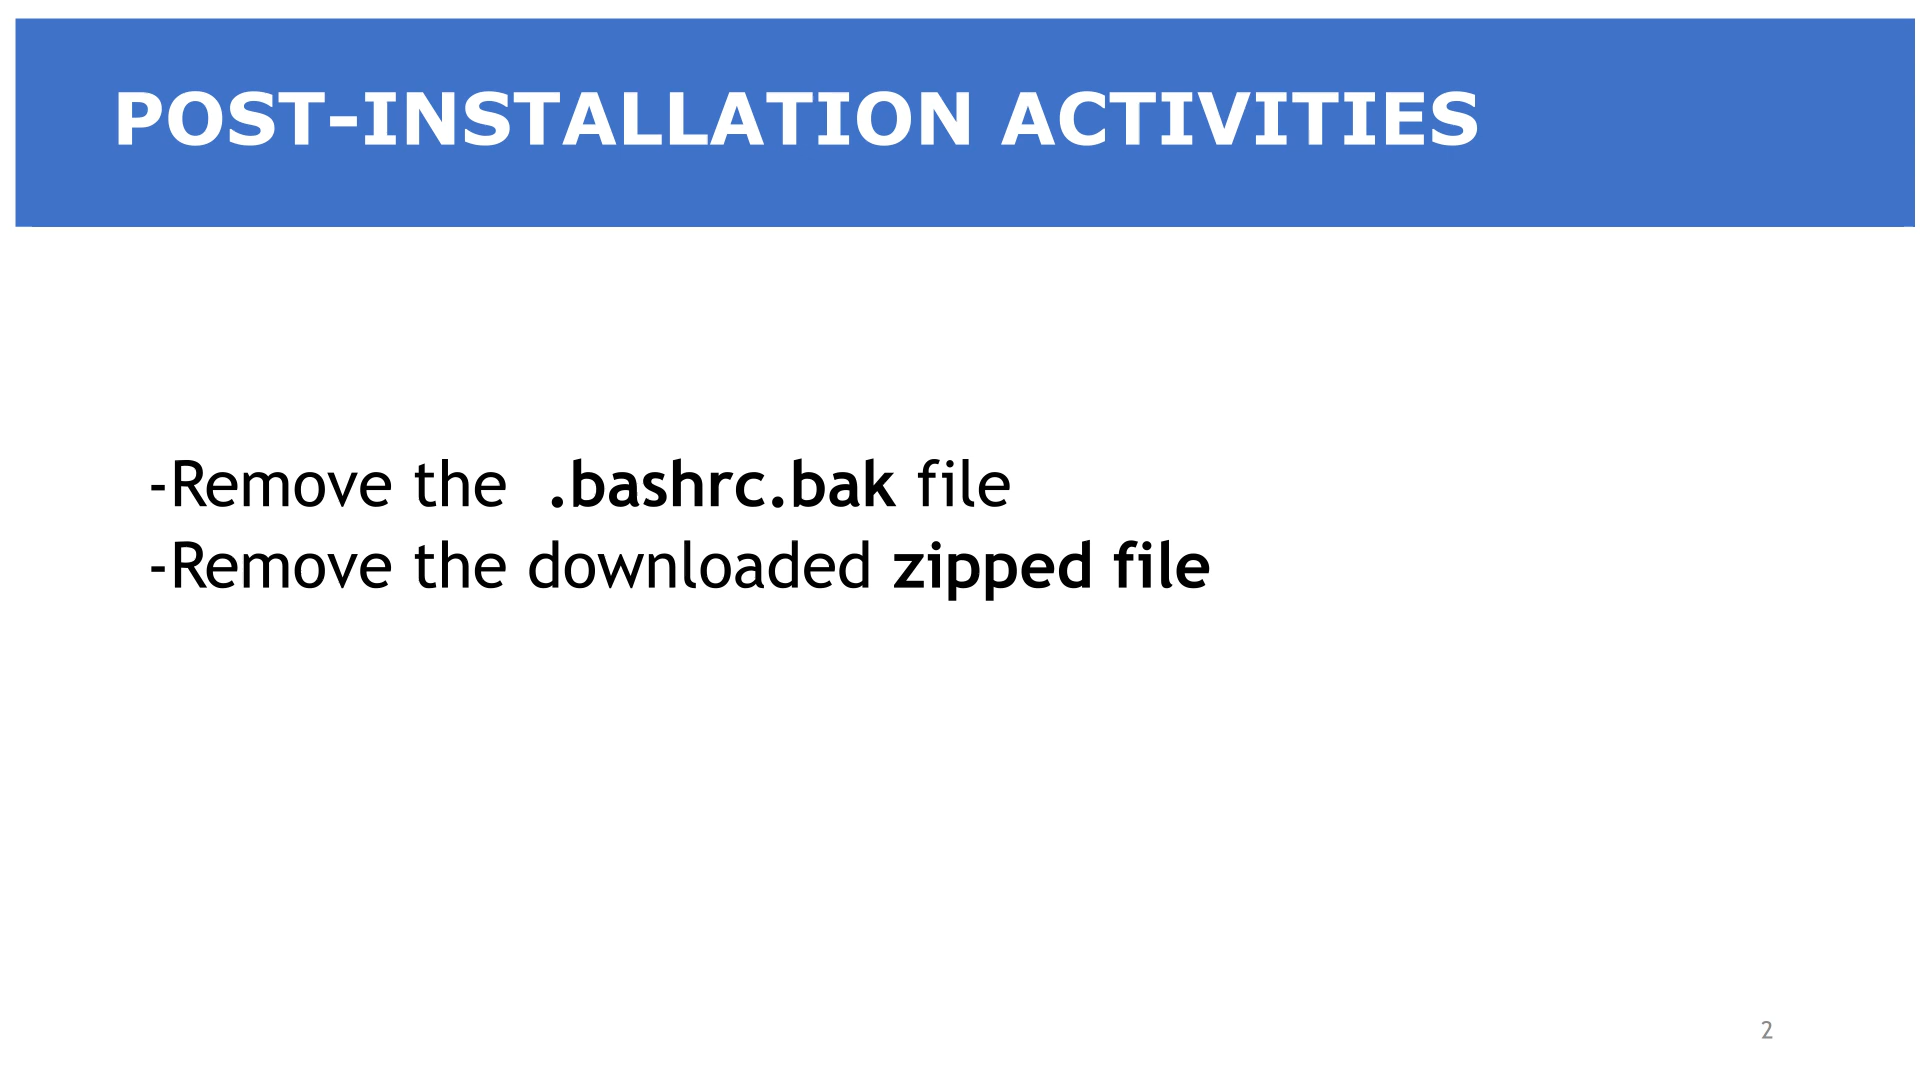 POST-INSTALLATION ACTIVITIES
-Remove the  .bashrc.bak file
-Remove the downloaded zipped file
2